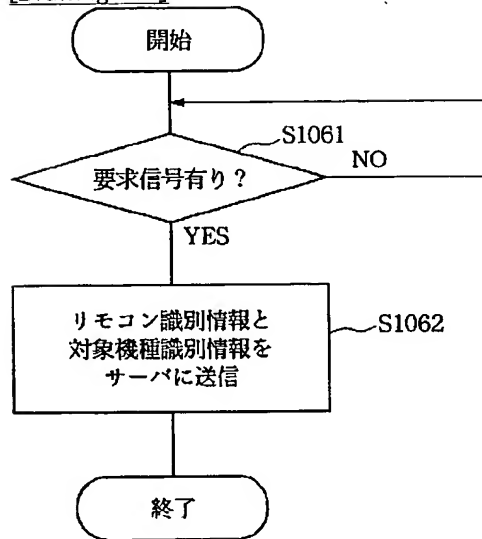 開始
S1061
要求信号有り？
NO
YES
リモコン識別情報と
対象機種識別情報を
サーバに送信
S1062
終了